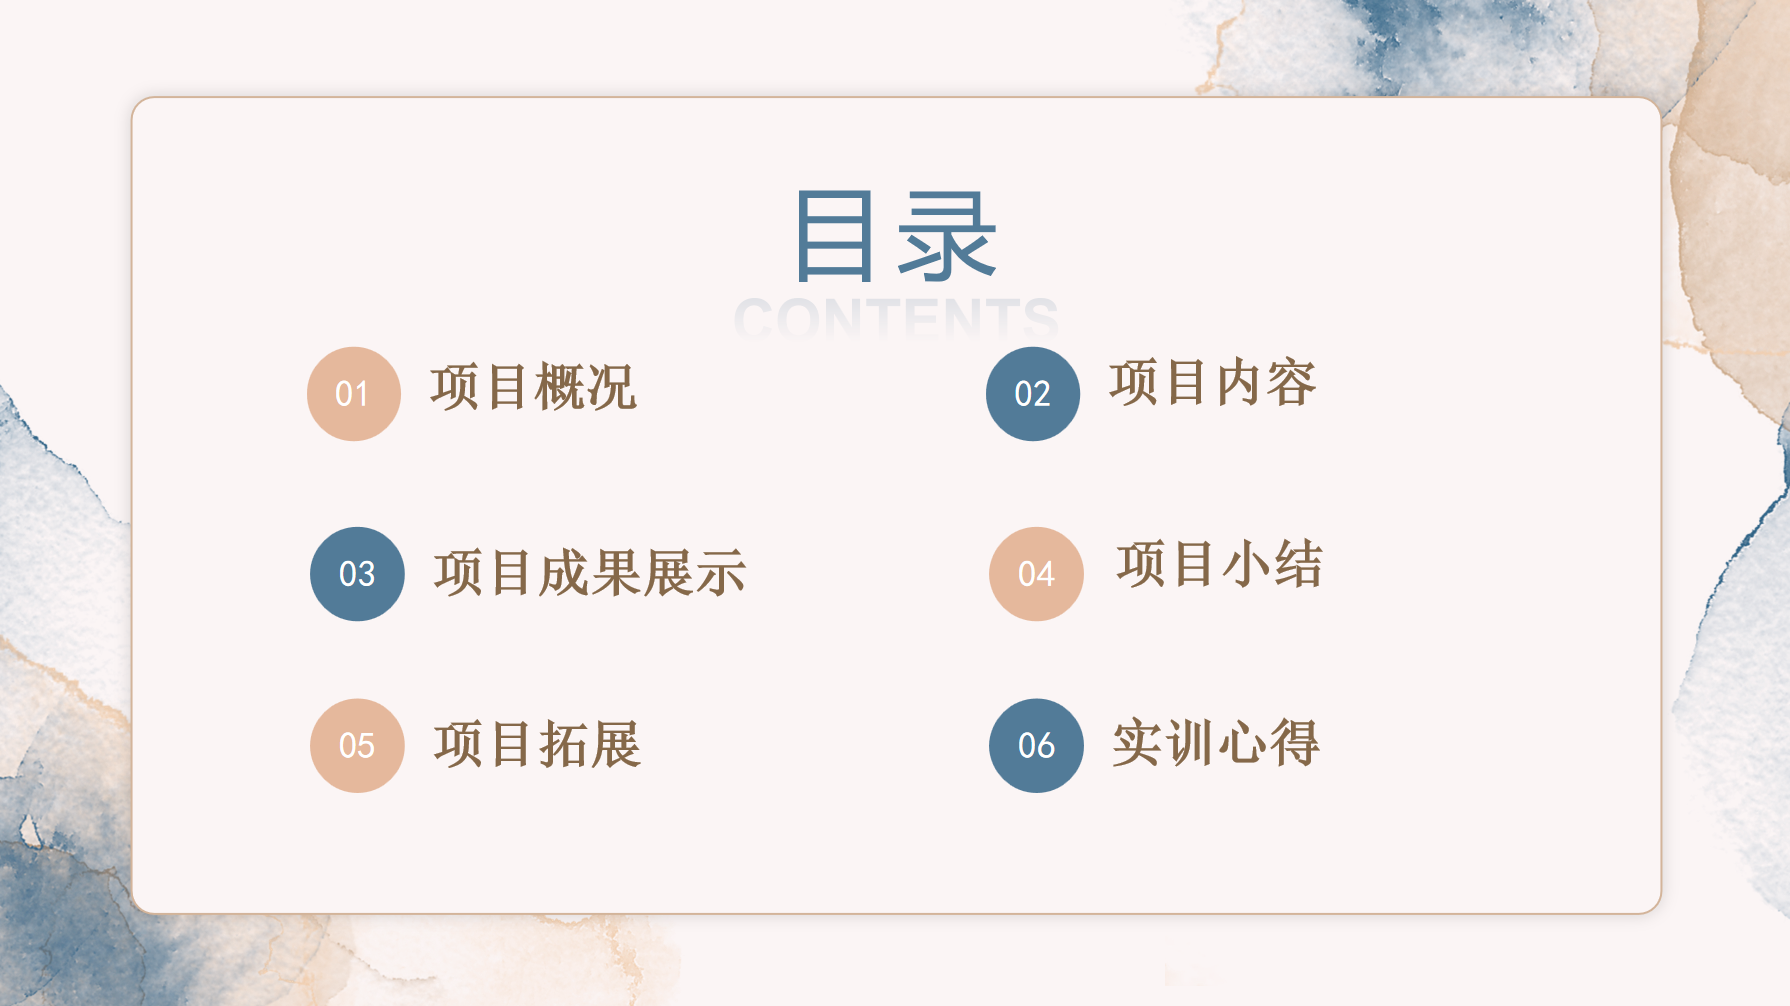 目录
CONTENTS
01 项目概况
02 项目内容
03 项目成果展示
04 项目小结
05 项目拓展
06 实训心得